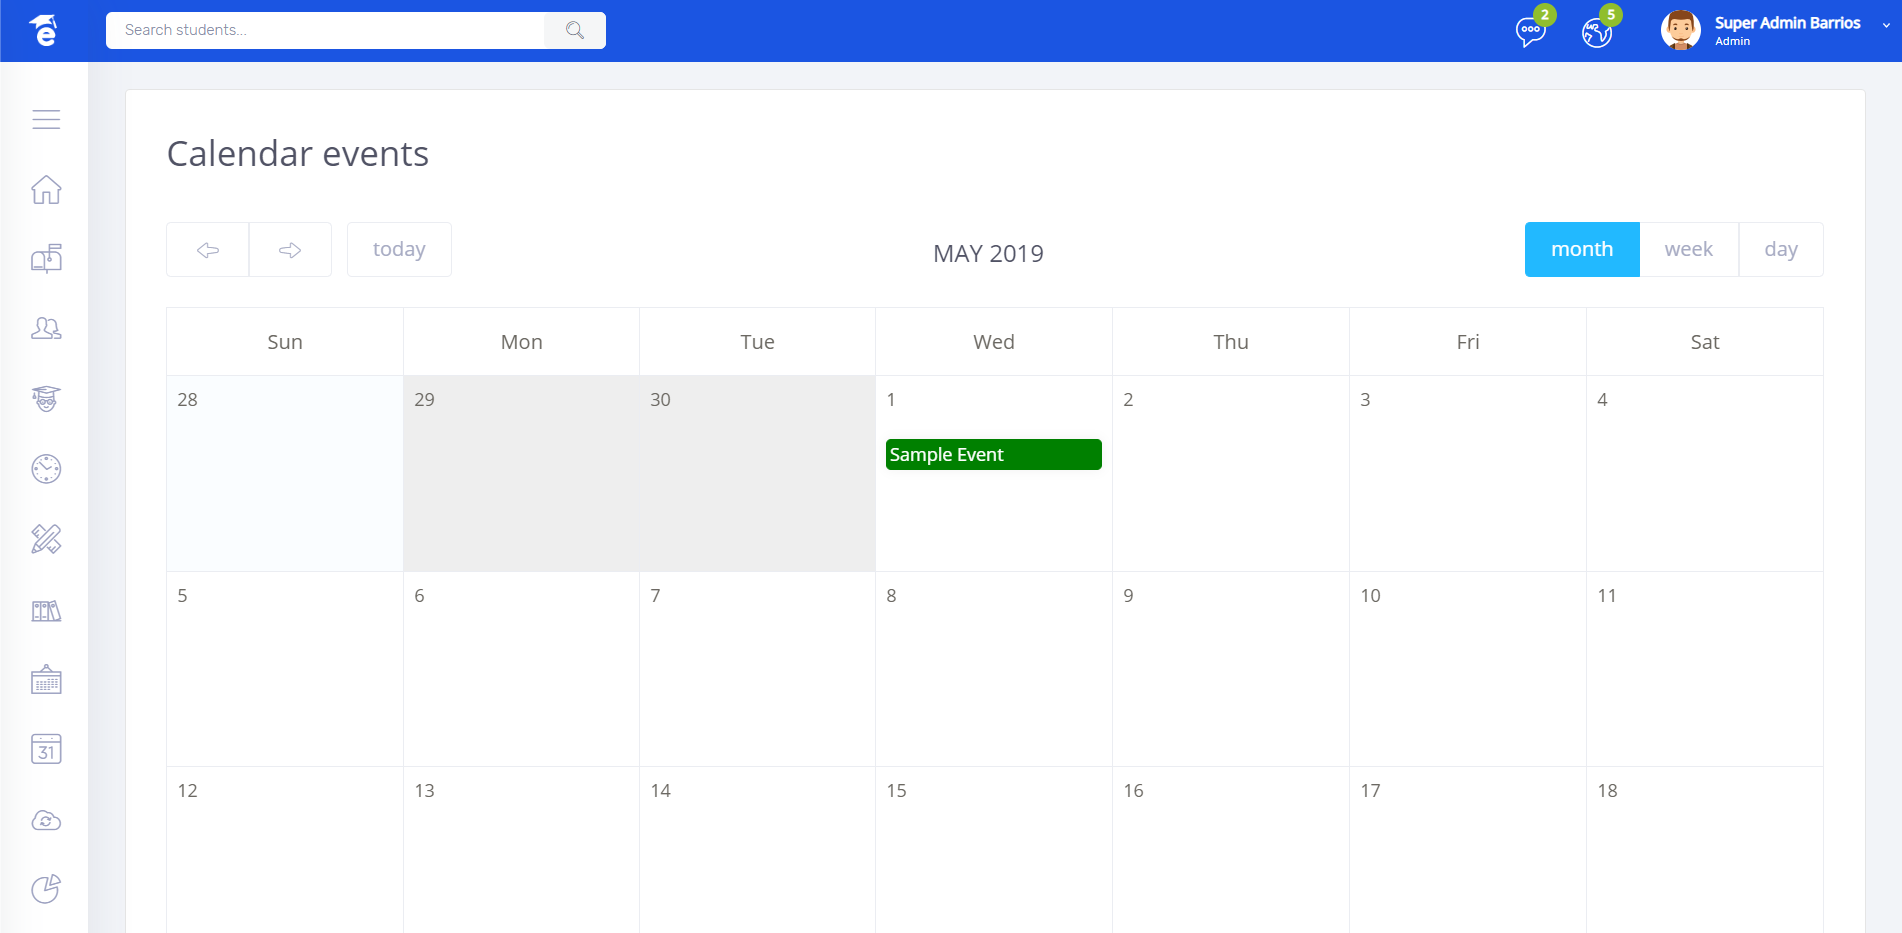 e
Search students...
2
5
Super Admin Barrios
Admin
Calendar events
today
MAY 2019
month
week
day
Sun
Mon
Tue
Wed
Thu
Fri
Sat
28
29
30
1
2
3
4
Sample Event
5
6
7
8
9
10
11
31
12
13
14
15
16
17
18